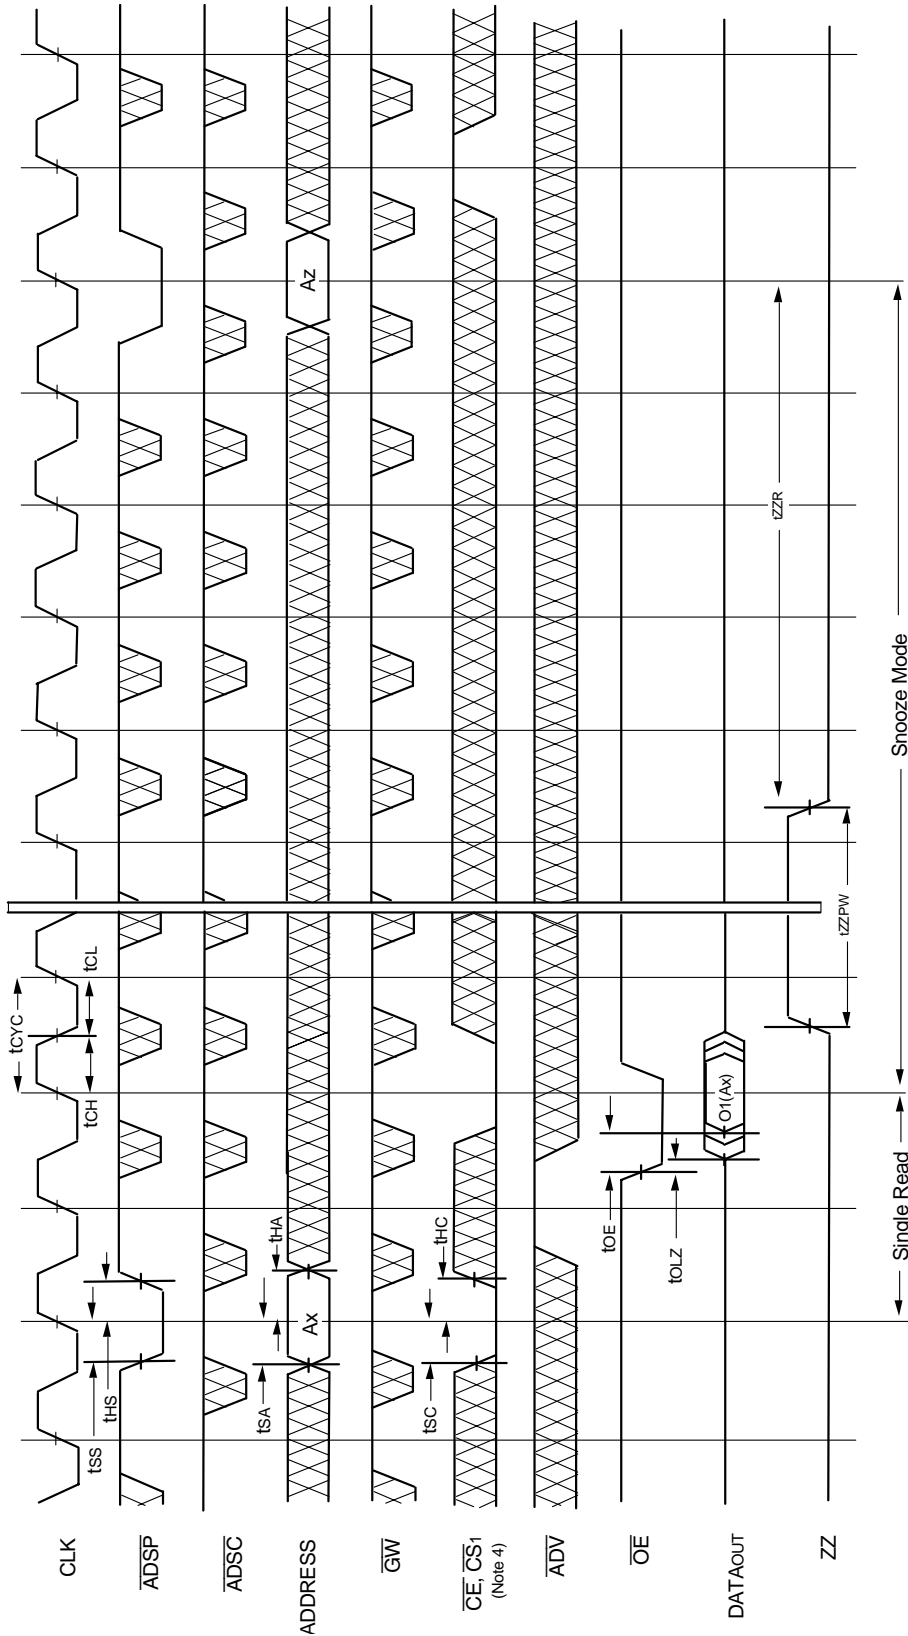 CLK
tCYC
tCH
tCL
tSS
tHS
ADSP
ADSC
ADDRESS
tSA
tHA
Ax
Az
GW
CE, CS1
(Note 4)
tSC
tHC
ADV
OE
tOE
tOLZ
DATAOUT
O1(Ax)
ZZ
tZZPW
tZZR
Single Read
Snooze Mode